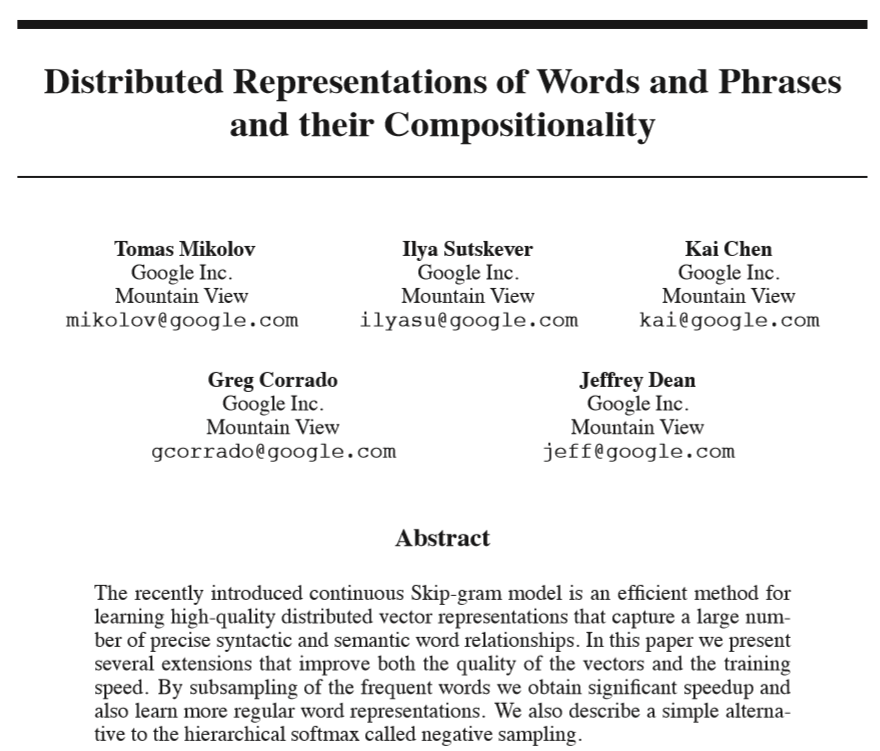 Distributed Representations of Words and Phrases
and their Compositionality
Tomas Mikolov
Google Inc.
Mountain View
mikolov@google.com
Ilya Sutskever
Google Inc.
Mountain View
ilyasu@google.com
Kai Chen
Google Inc.
Mountain View
kai@google.com
Greg Corrado
Google Inc.
Mountain View
gcorrado@google.com
Jeffrey Dean
Google Inc.
Mountain View
jeff@google.com
Abstract
The recently introduced continuous Skip-gram model is an efficient method for
learning high-quality distributed vector representations that capture a large num-
ber of precise syntactic and semantic word relationships. In this paper we present
several extensions that improve both the quality of the vectors and the training
speed. By subsampling of the frequent words we obtain significant speedup and
also learn more regular word representations. We also describe a simple alterna-
tive to the hierarchical softmax called negative sampling.